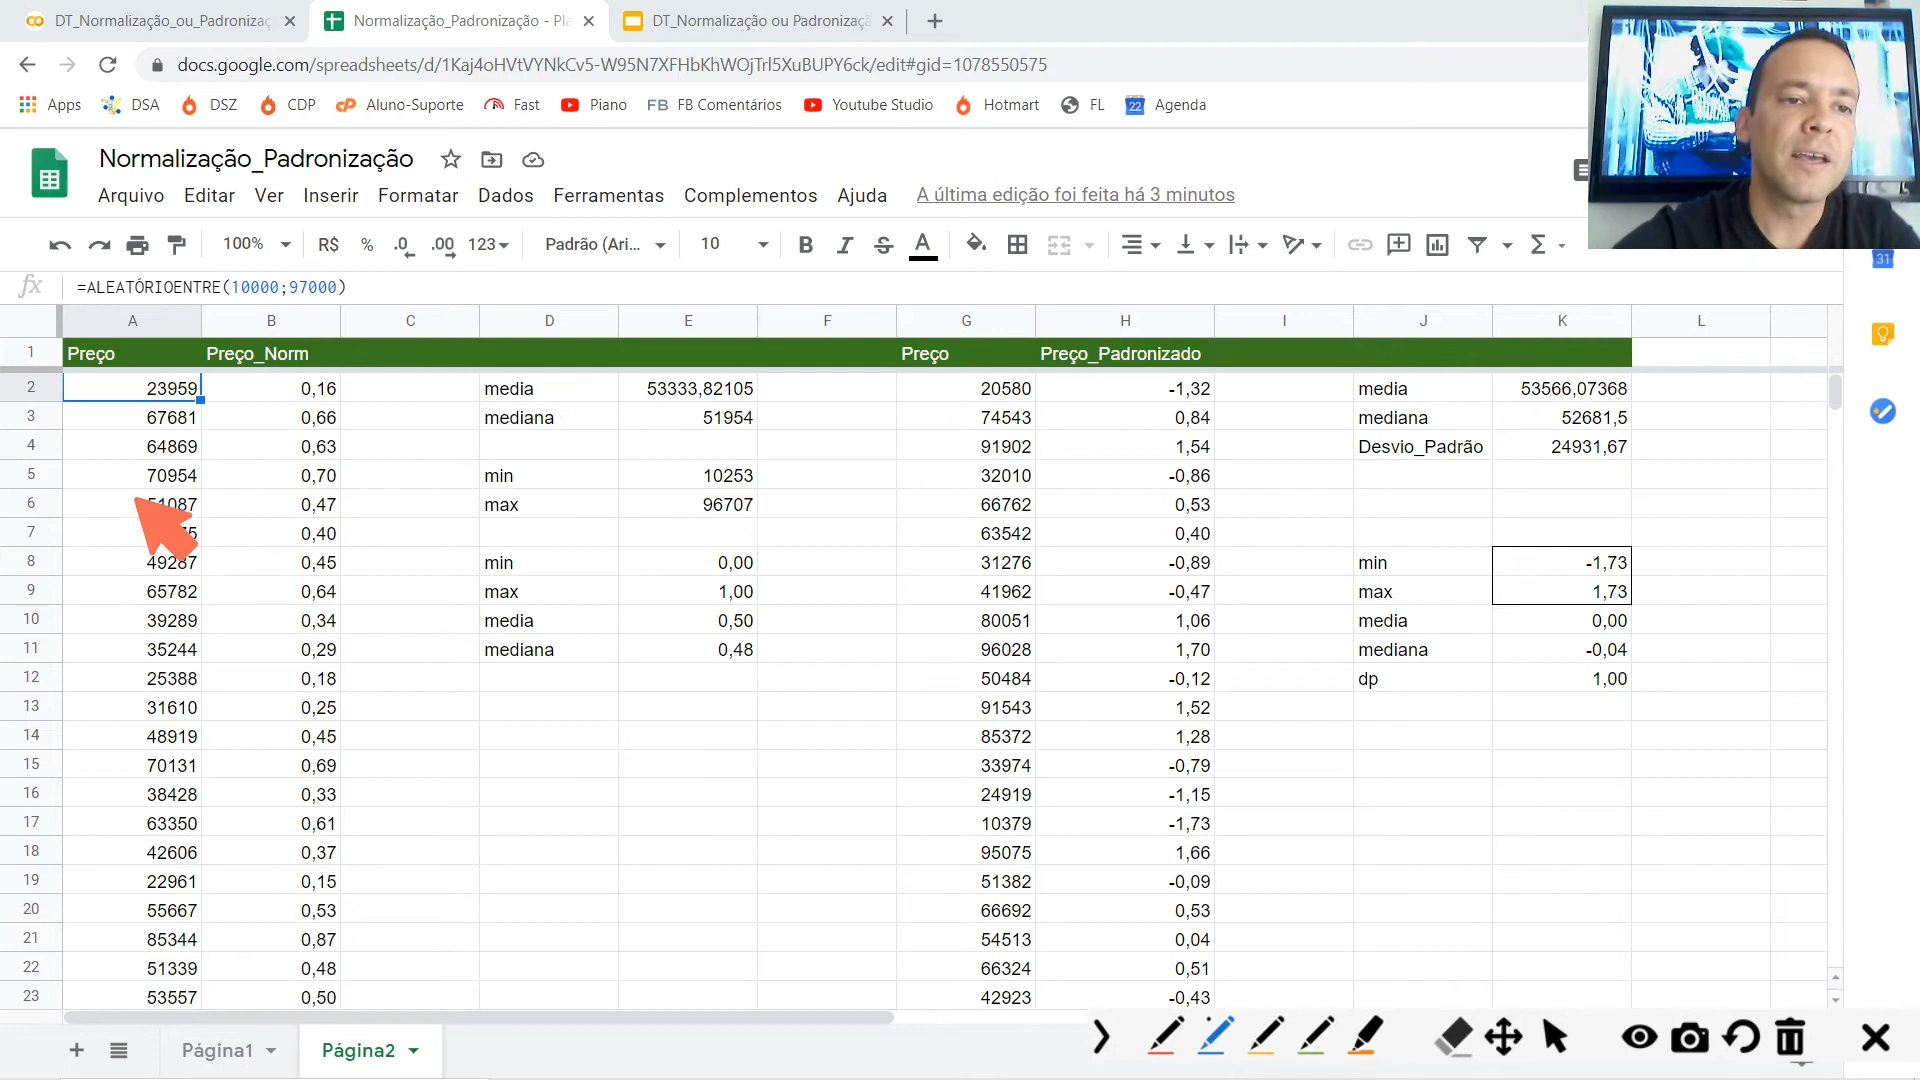 DT_Normalização_ou_Padronizaç
Normalização_Padronização - Pla
DT_Normalização ou Padronizaçã
docs.google.com/spreadsheets/d/1Kaj4oHVtVYNkCv5-W95N7XFHbKhWOjTrl5XuBUPY6ck/edit#gid=1078550575
Apps DSA DSZ CDP Aluno-Suporte Fast Piano FB FB Comentários Youtube Studio Hotmart FL 22 Agenda
Normalização_Padronização
Arquivo Editar Ver Inserir Formatar Dados Ferramentas Complementos Ajuda A última edição foi feita há 3 minutos
100% R$ % .0 .00 123 Padrão (Ari... 10 B I S A Σ
31
fx =ALEATÓRIOENTRE(10000;97000)
A B C D E F G H I J K L
1 Preço Preço_Norm Preço Preço_Padronizado
2 23959 0,16 media 53333,82105 20580 -1,32 media 53566,07368
3 67681 0,66 mediana 51954 74543 0,84 mediana 52681,5
4 64869 0,63 91902 1,54 Desvio_Padrão 24931,67
5 70954 0,70 min 10253 32010 -0,86
6 51087 0,47 max 96707 66762 0,53
7 0,40 63542 0,40
8 49287 0,45 min 0,00 31276 -0,89 min -1,73
9 65782 0,64 max 1,00 41962 -0,47 max 1,73
10 39289 0,34 media 0,50 80051 1,06 media 0,00
11 35244 0,29 mediana 0,48 96028 1,70 mediana -0,04
12 25388 0,18 50484 -0,12 dp 1,00
13 31610 0,25 91543 1,52
14 48919 0,45 85372 1,28
15 70131 0,69 33974 -0,79
16 38428 0,33 24919 -1,15
17 63350 0,61 10379 -1,73
18 42606 0,37 95075 1,66
19 22961 0,15 51382 -0,09
20 55667 0,53 66692 0,53
21 85344 0,87 54513 0,04
22 51339 0,48 66324 0,51
23 53557 0,50 42923 -0,43
Página1 Página2